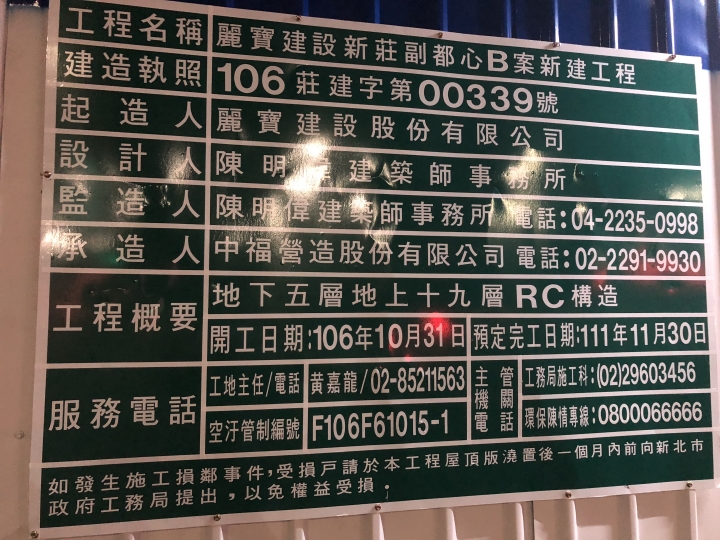 工程名稱 麗寶建設新莊副都心B案新建工程
建造執照 106莊建字第00339號
起造人 麗寶建設股份有限公司
設計人 陳明偉建築師事務所
監造人 陳明偉建築師事務所 電話:04-2235-0998
承造人 中福營造股份有限公司 電話:02-2291-9930
工程概要 地下五層地上十九層RC構造
開工日期:106年10月31日 預定完工日期:111年11月30日
服務電話 工地主任/電話 黃嘉龍/02-85211563
空汙管制編號 F106F61015-1
主管機關電話 工務局施工科:(02)29603456
環保陳情專線:0800066666
如發生施工損鄰事件,受損戶請於本工程屋頂版澆置後一個月內前向新北市
政府工務局提出,以免權益受損.